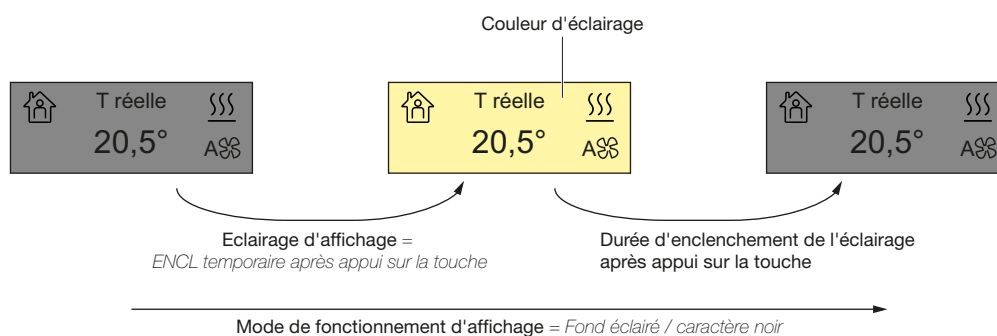 Couleur d'éclairage
T réelle
20,5°
A
T réelle
20,5°
A
T réelle
20,5°
A
Eclairage d'affichage =
ENCL temporaire après appui sur la touche
Durée d'enclenchement de l'éclairage
après appui sur la touche
Mode de fonctionnement d'affichage = Fond éclairé / caractère noir